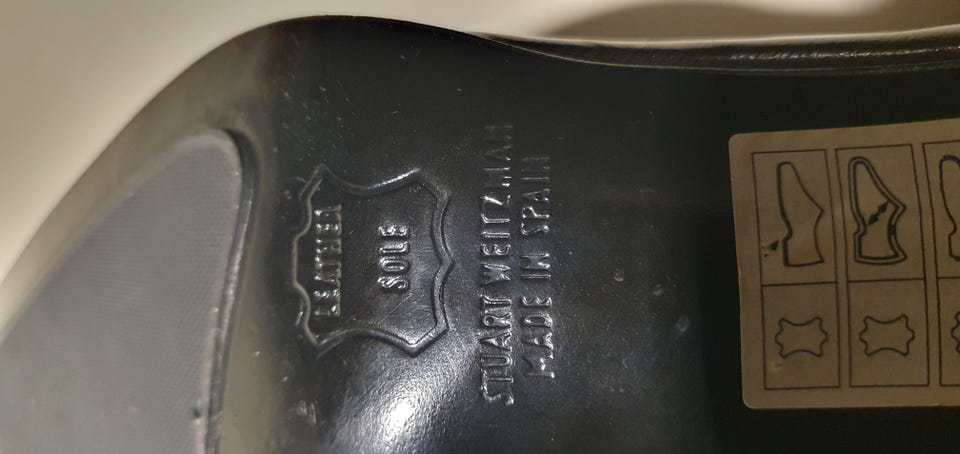 LEATHER
SOLE
STUART WEITZMAN
MADE IN SPAIN